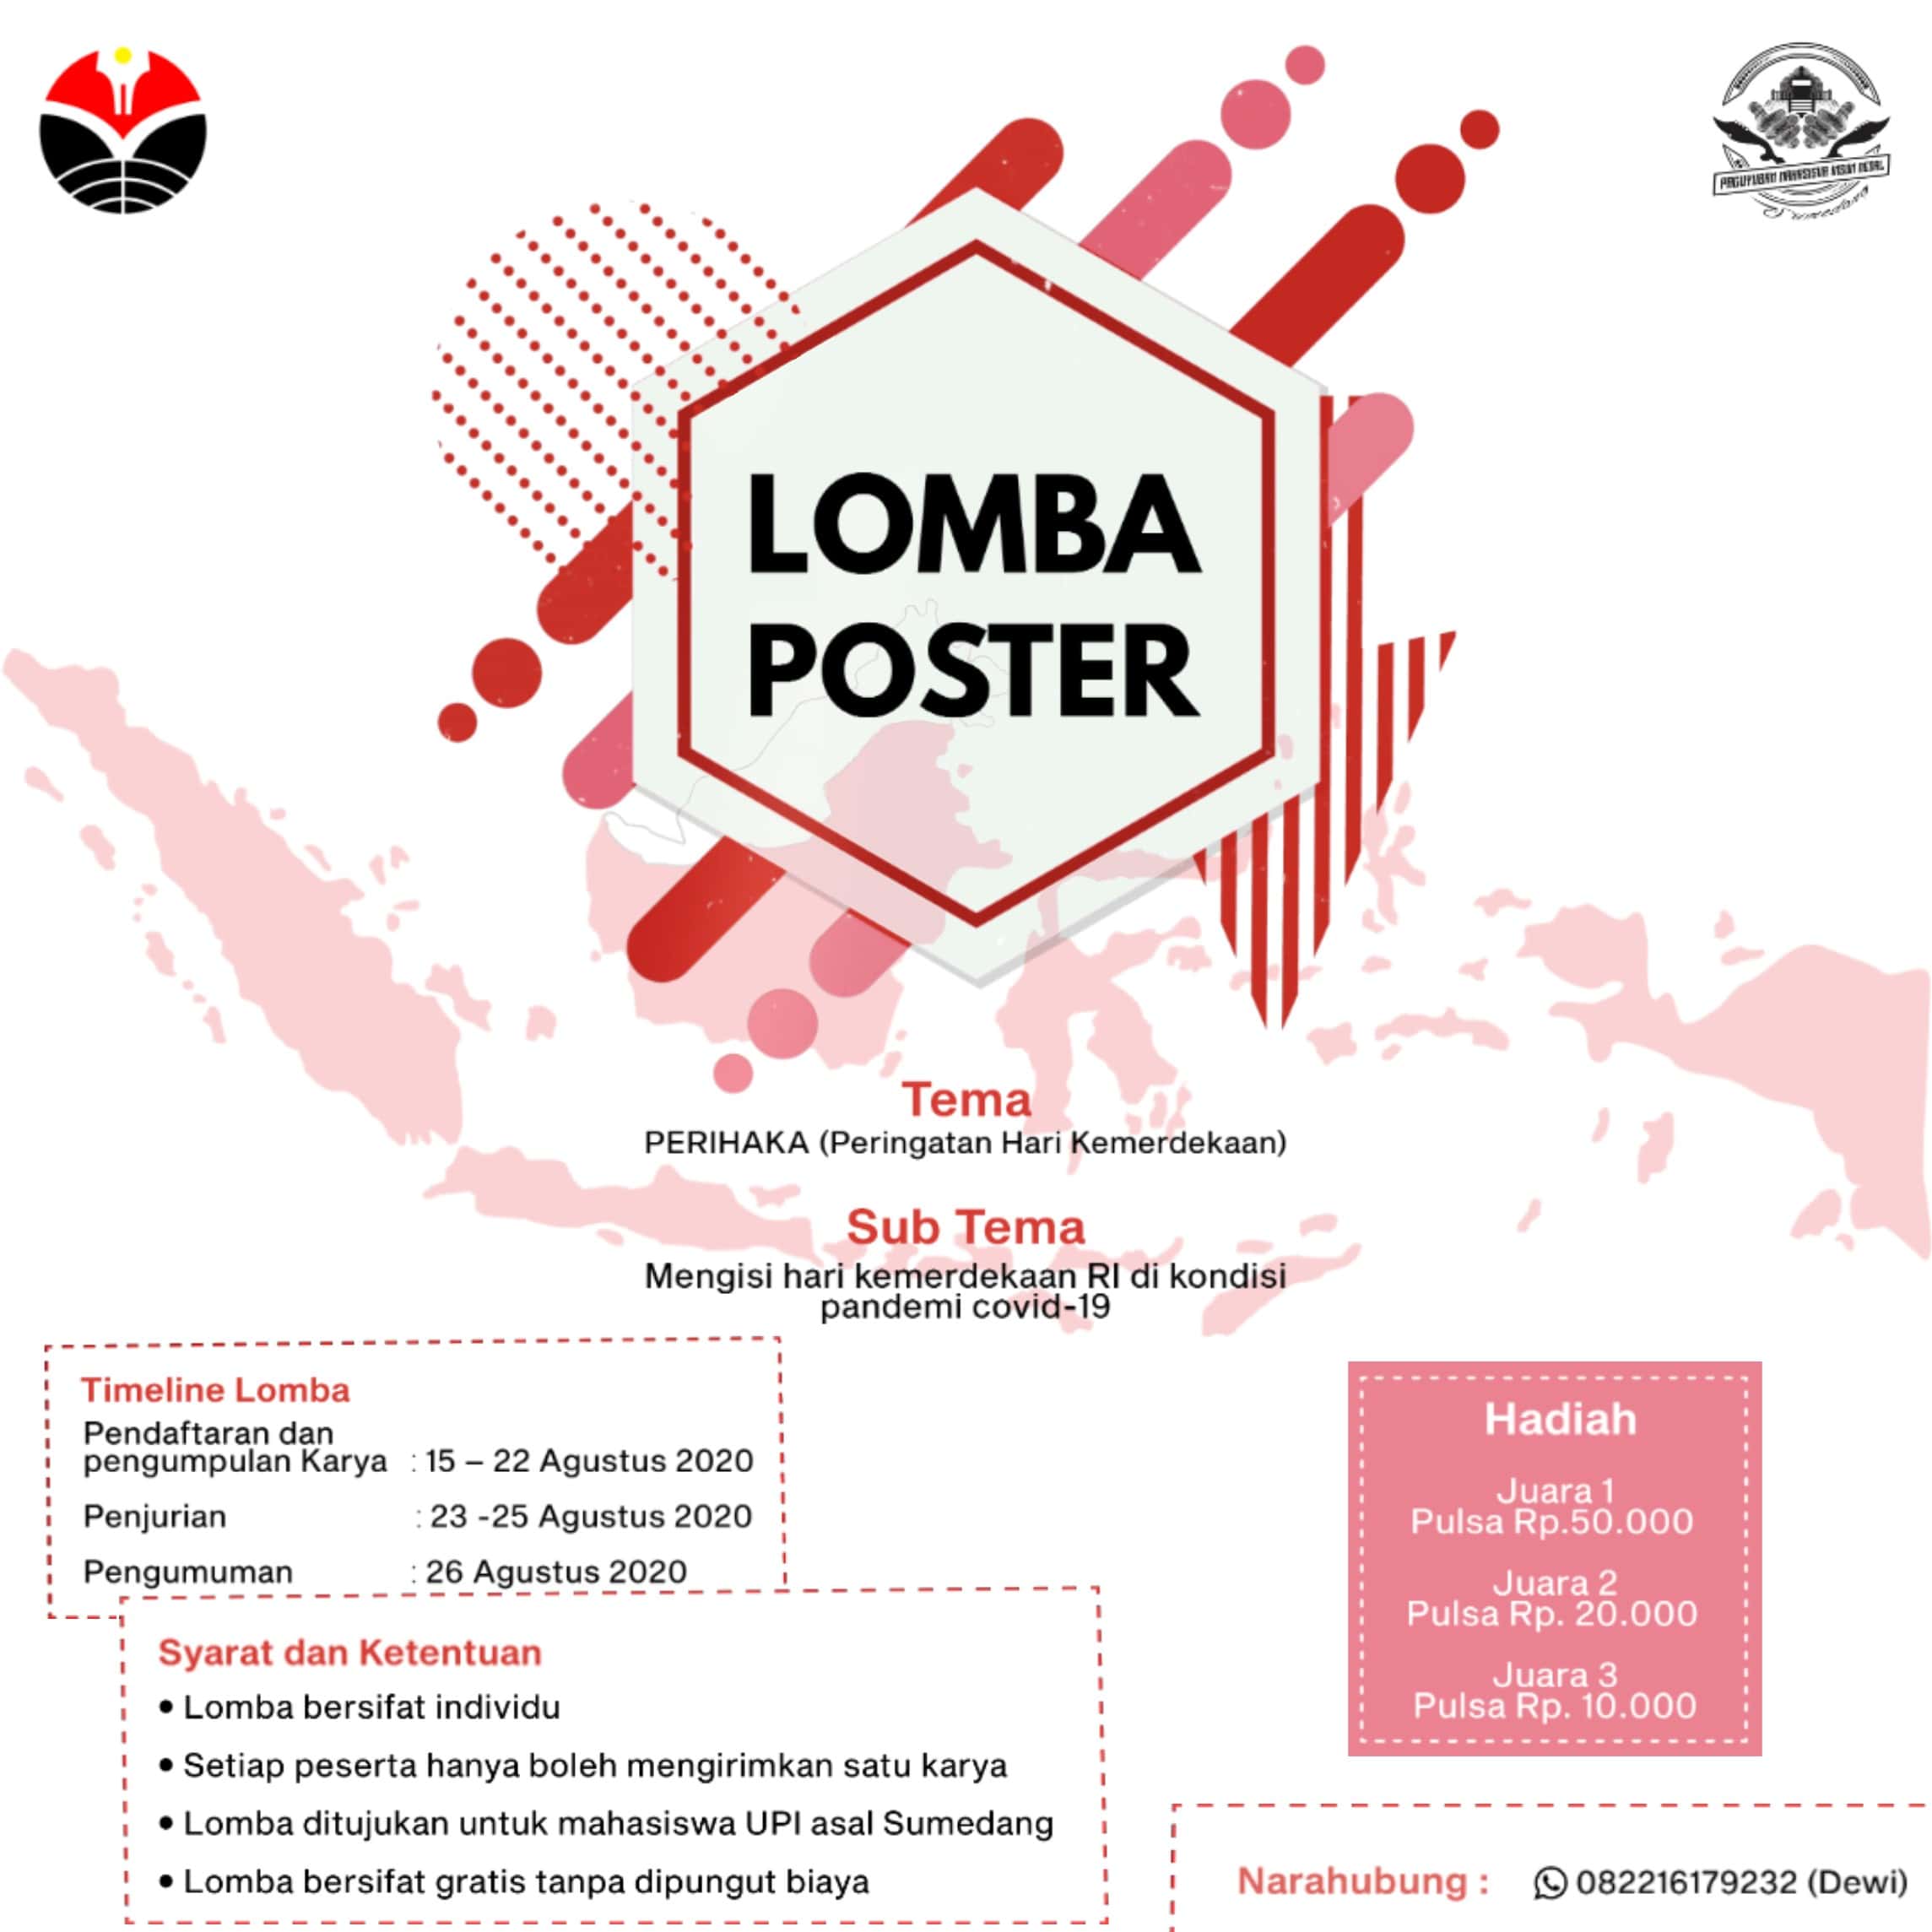 PAGUYUBAN MAHASISWA INSUN MEDAL
Sumedang
LOMBA
POSTER
Tema
PERIHAKA (Peringatan Hari Kemerdekaan)
Sub Tema
Mengisi hari kemerdekaan RI di kondisi
pandemi covid-19
Timeline Lomba
Pendaftaran dan
pengumpulan Karya : 15 – 22 Agustus 2020
Penjurian : 23 -25 Agustus 2020
Pengumuman : 26 Agustus 2020
Syarat dan Ketentuan
• Lomba bersifat individu
• Setiap peserta hanya boleh mengirimkan satu karya
• Lomba ditujukan untuk mahasiswa UPI asal Sumedang
• Lomba bersifat gratis tanpa dipungut biaya
Hadiah
Juara 1
Pulsa Rp.50.000
Juara 2
Pulsa Rp. 20.000
Juara 3
Pulsa Rp. 10.000
Narahubung : 082216179232 (Dewi)